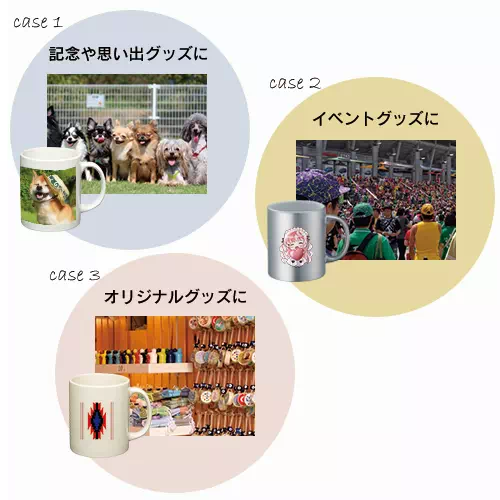 case 1
記念や思い出グッズに
case 2
イベントグッズに
case 3
オリジナルグッズに